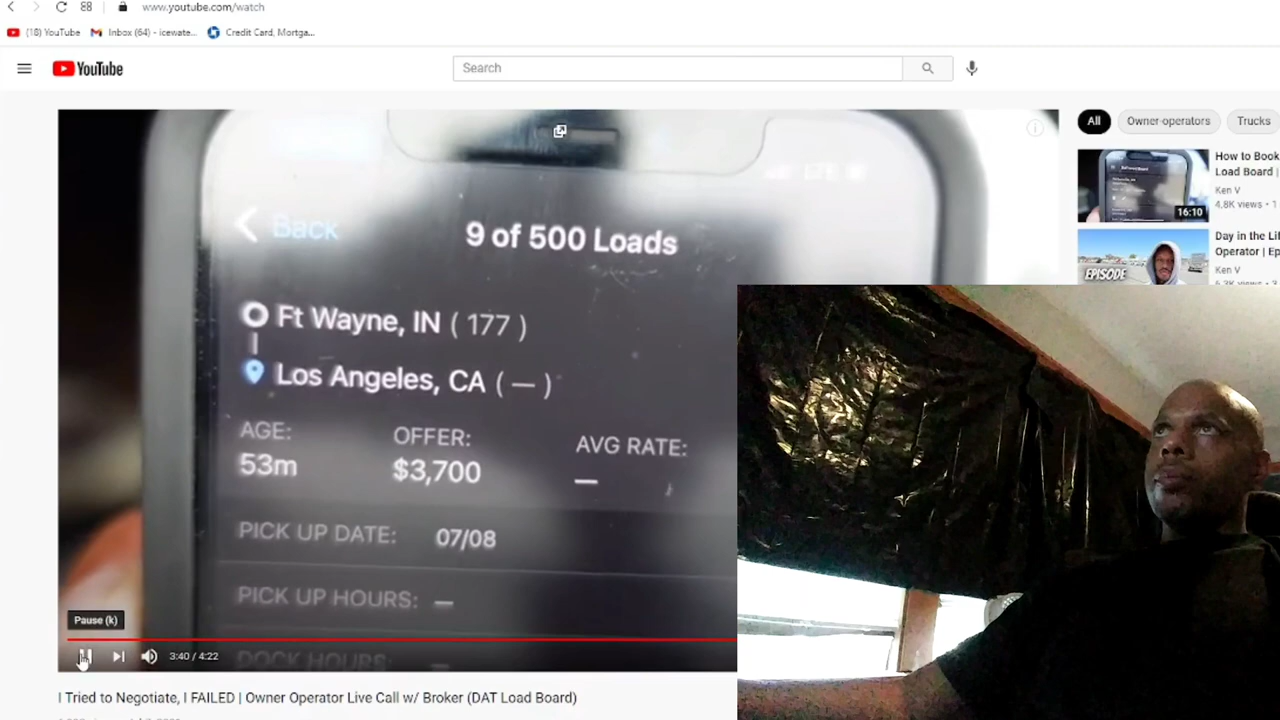 www.youtube.com/watch
(18) YouTube
Inbox (64) - icewate...
Credit Card, Mortga...
YouTube
Search
All
Owner-operators
Trucks
Back
9 of 500 Loads
Ft Wayne, IN ( 177 )
Los Angeles, CA ( — )
AGE:
OFFER:
AVG RATE:
53m
$3,700
—
PICK UP DATE: 07/08
PICK UP HOURS: —
DOCK HOURS: —
Pause (k)
3:40 / 4:22
I Tried to Negotiate, I FAILED | Owner Operator Live Call w/ Broker (DAT Load Board)
16:10
How to Book
Load Board |
Ken V
4.8K views •
EPISODE
Day in the Lif
Operator | Ep
Ken V